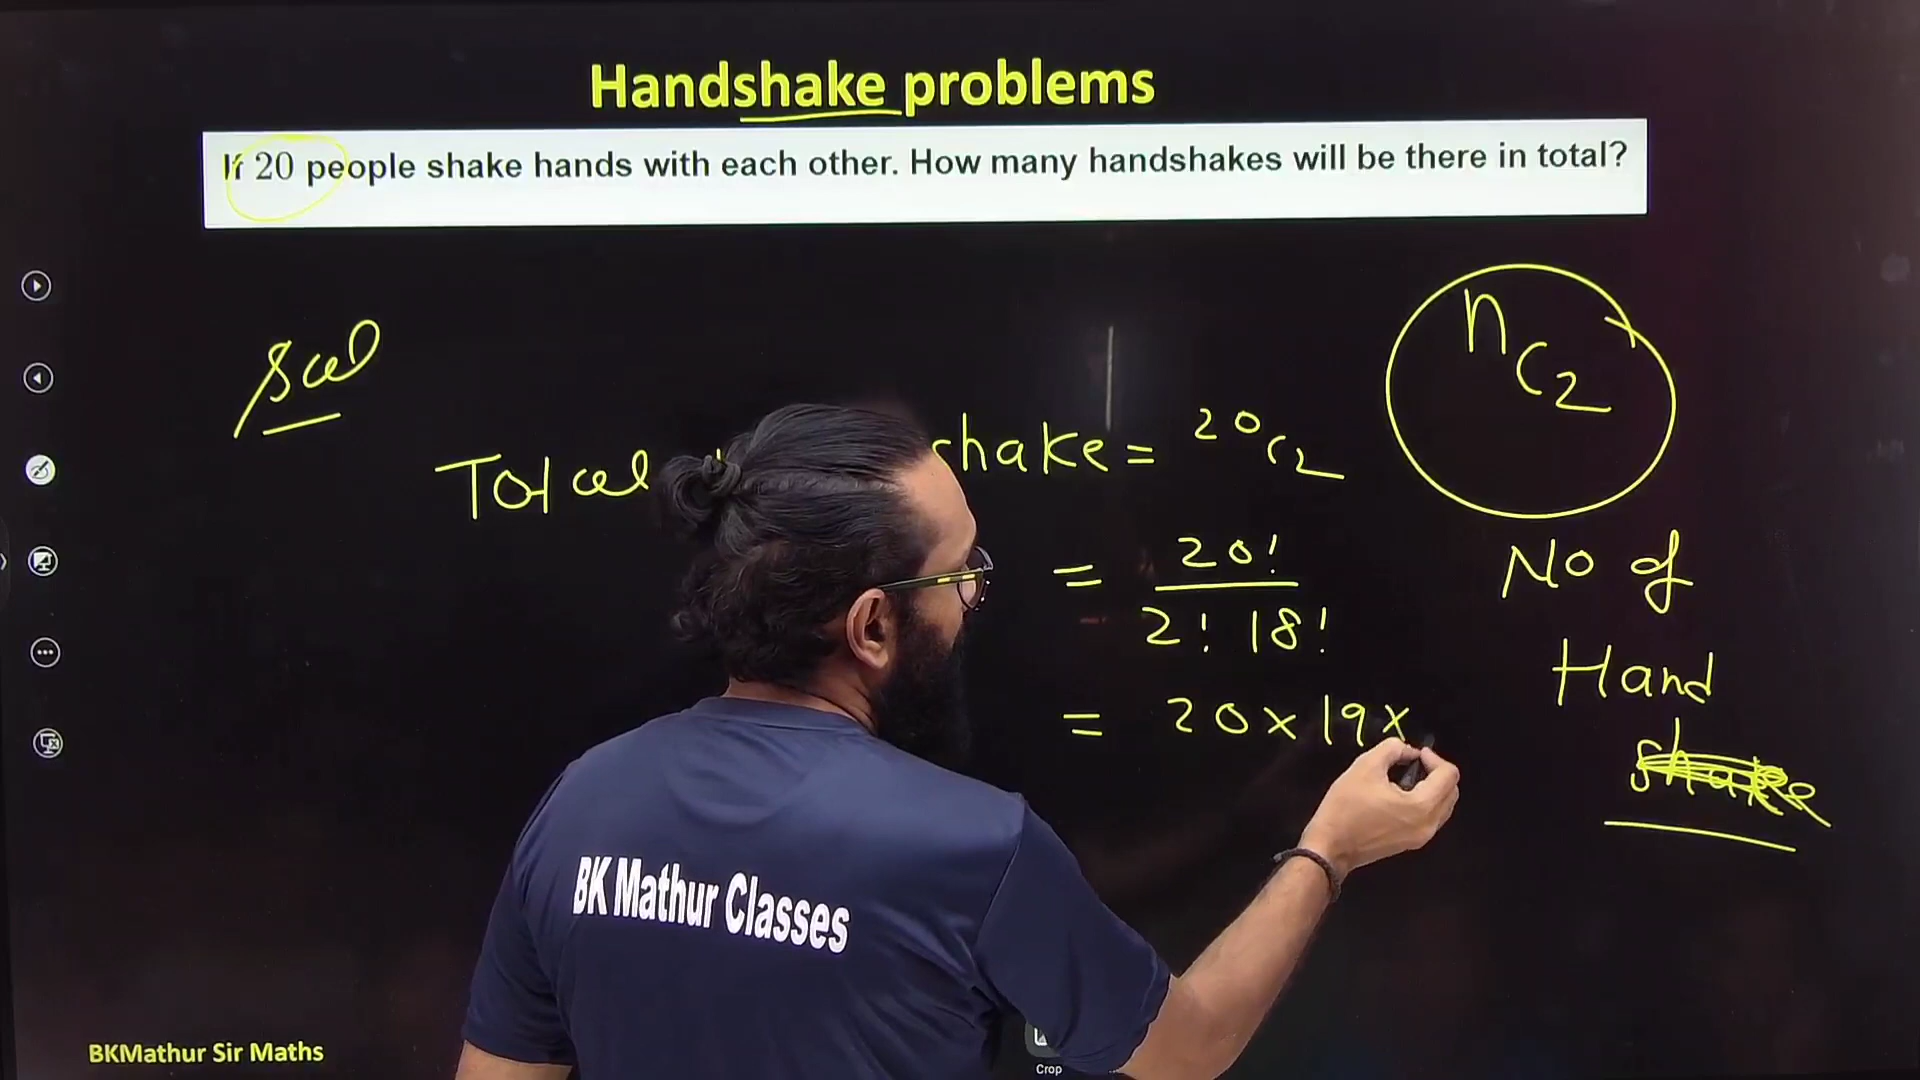 Handshake problems
If 20 people shake hands with each other. How many handshakes will be there in total?
nC2
Total shake = 20C2
= 20!
2! 18!
= 20 × 19 ×
No of
Hand
shake
BK Mathur Classes
BKMathur Sir Maths
Crop